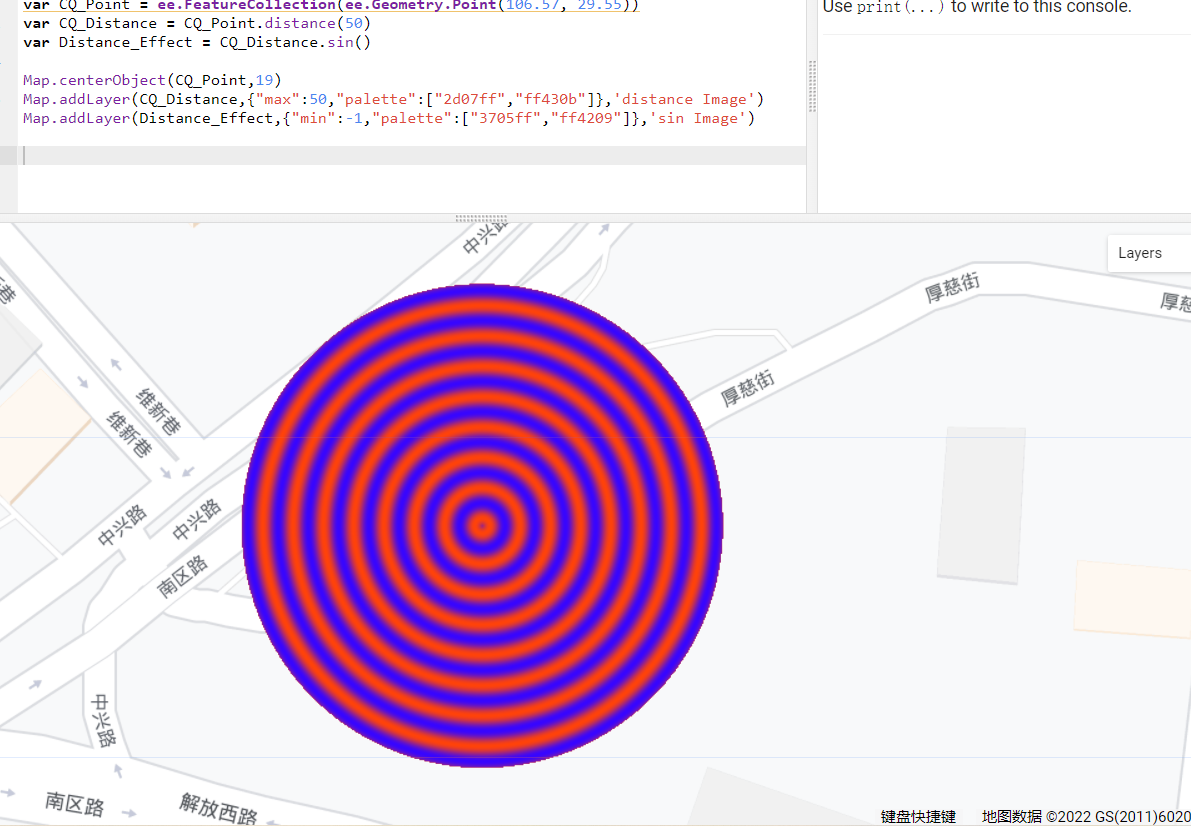 var CQ_Point = ee.FeatureCollection(ee.Geometry.Point(106.57, 29.55))
Use print(...) to write to this console.
var CQ_Distance = CQ_Point.distance(50)
var Distance_Effect = CQ_Distance.sin()
Map.centerObject(CQ_Point,19)
Map.addLayer(CQ_Distance,{"max":50,"palette":["2d07ff","ff430b"]},'distance Image')
Map.addLayer(Distance_Effect,{"min":-1,"palette":["3705ff","ff4209"]},'sin Image')
中兴路
Layers
厚慈街
维新巷
厚慈街
维新巷
中兴路
中兴路
南区路
中兴路
南区路
解放西路
键盘快捷键
地图数据 ©2022 GS(2011)6020